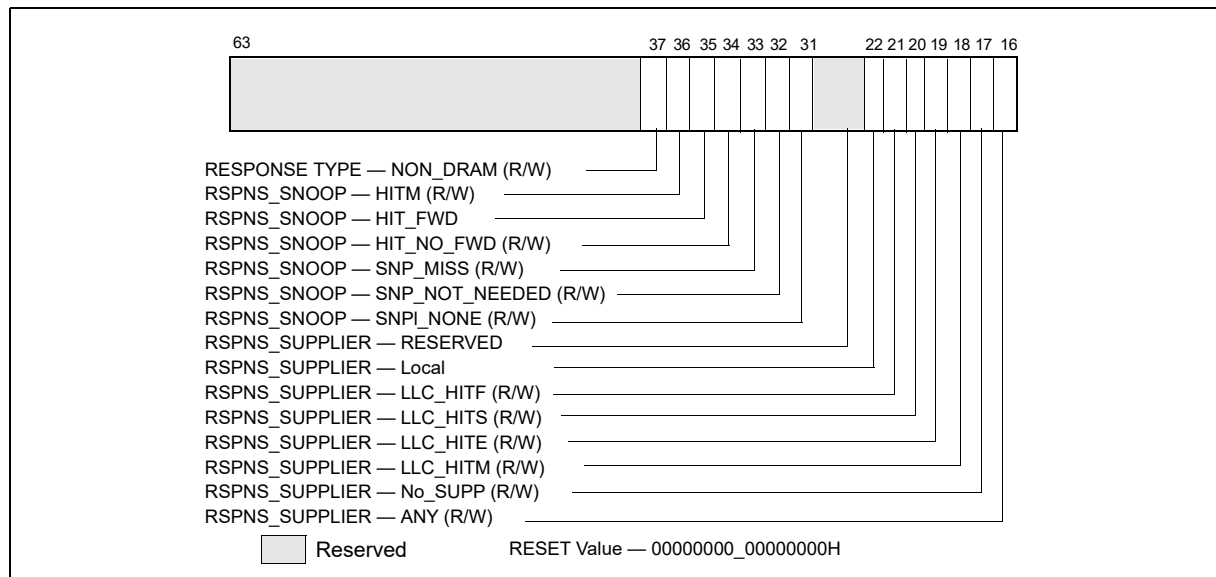 63 37 36 35 34 33 32 31 22 21 20 19 18 17 16
RESPONSE TYPE — NON_DRAM (R/W)
RSPNS_SNOOP — HITM (R/W)
RSPNS_SNOOP — HIT_FWD
RSPNS_SNOOP — HIT_NO_FWD (R/W)
RSPNS_SNOOP — SNP_MISS (R/W)
RSPNS_SNOOP — SNP_NOT_NEEDED (R/W)
RSPNS_SNOOP — SNPl_NONE (R/W)
RSPNS_SUPPLIER — RESERVED
RSPNS_SUPPLIER — Local
RSPNS_SUPPLIER — LLC_HITF (R/W)
RSPNS_SUPPLIER — LLC_HITS (R/W)
RSPNS_SUPPLIER — LLC_HITE (R/W)
RSPNS_SUPPLIER — LLC_HITM (R/W)
RSPNS_SUPPLIER — No_SUPP (R/W)
RSPNS_SUPPLIER — ANY (R/W)
Reserved RESET Value — 00000000_00000000H